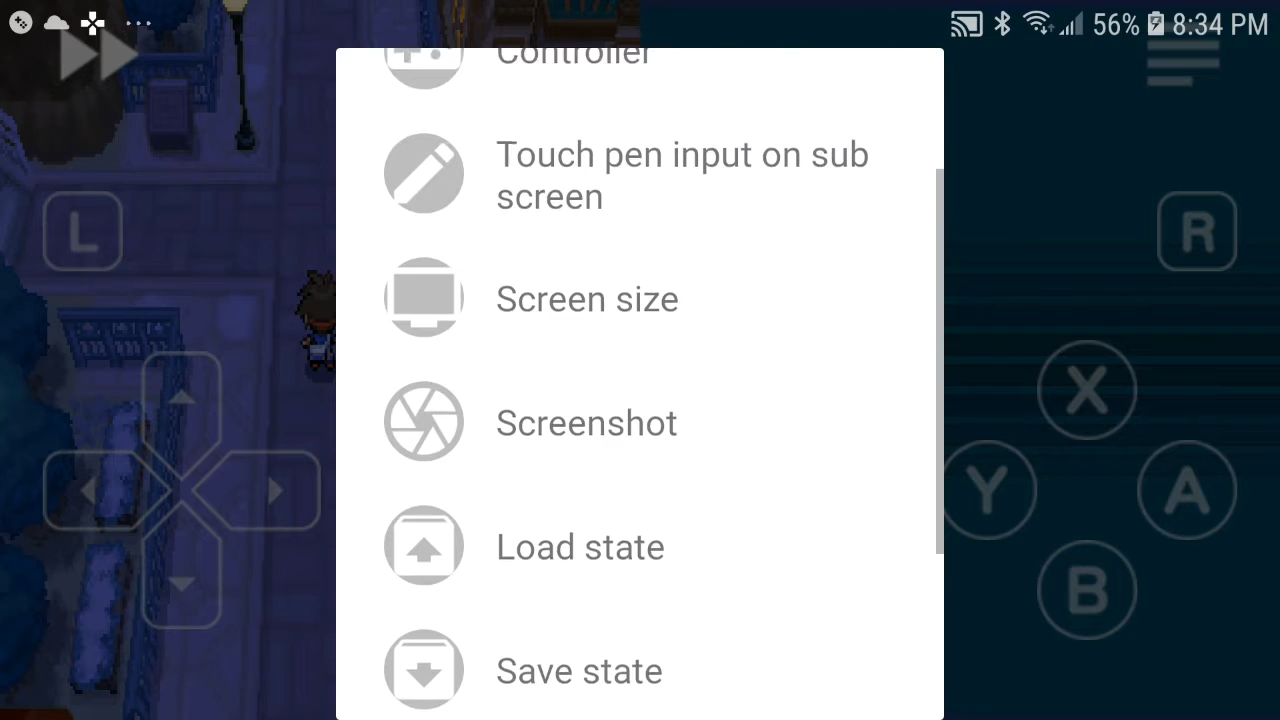 56% 8:34 PM
Controller
Touch pen input on sub
screen
Screen size
Screenshot
Load state
Save state
L
R
X
Y
A
B